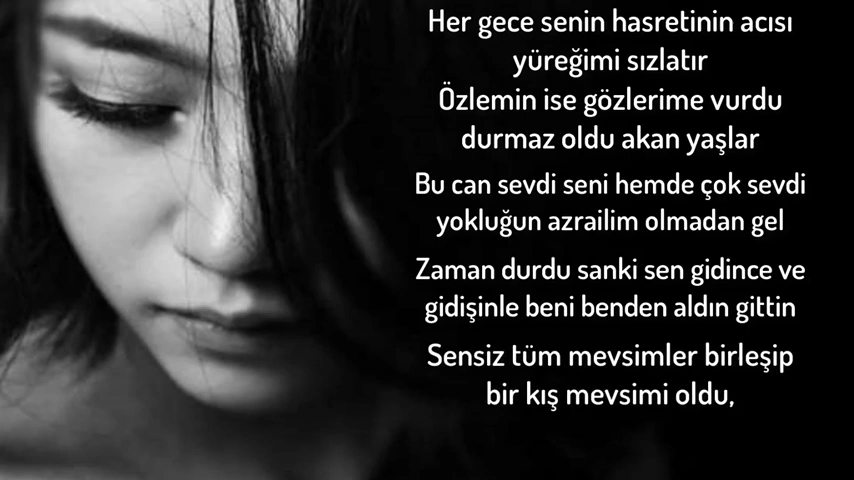 Her gece senin hasretinin acısı
yüreğimi sızlatır
Özlemin ise gözlerime vurdu
durmaz oldu akan yaşlar
Bu can sevdi seni hemde çok sevdi
yokluğun azrailim olmadan gel
Zaman durdu sanki sen gidince ve
gidişinle beni benden aldın gittin
Sensiz tüm mevsimler birleşip
bir kış mevsimi oldu,